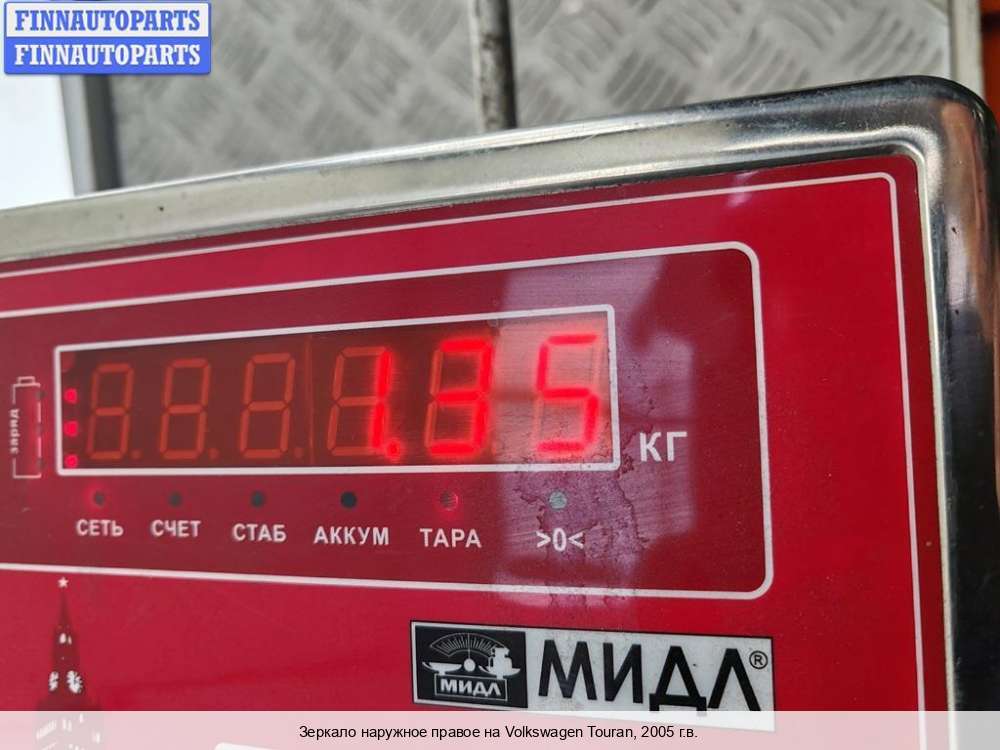 FINNAUTOPARTS
FINNAUTOPARTS
заряд
1.35
КГ
СЕТЬ СЧЕТ СТАБ АККУМ ТАРА >0<
МИДЛ
МИДЛ®
Зеркало наружное правое на Volkswagen Touran, 2005 г.в.